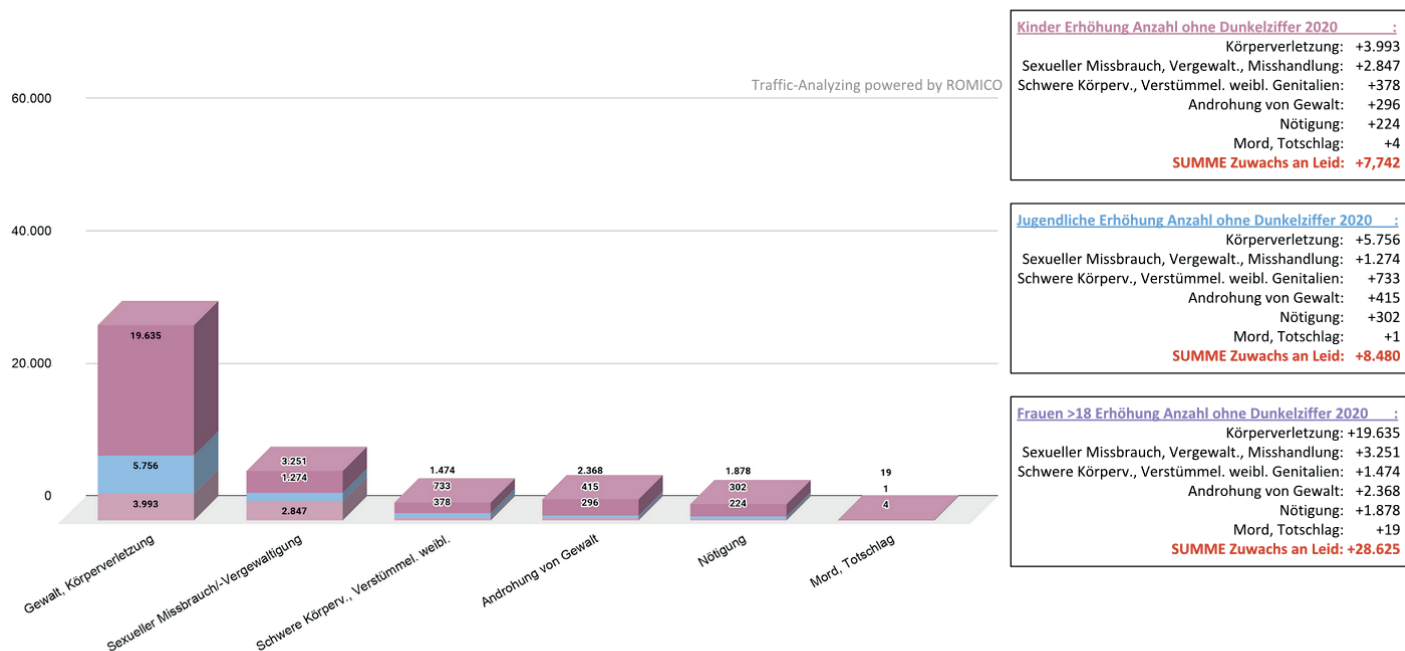 Traffic-Analyzing powered by ROMICO
60.000
40.000
20.000
0
19.635
5.756
3.993
3.251
1.274
2.847
1.474
733
378
2.368
415
296
1.878
302
224
19
1
4
Gewalt, Körperverletzung
Sexueller Missbrauch/-Vergewaltigung
Schwere Körperv., Verstümmel. weibl.
Androhung von Gewalt
Nötigung
Mord, Totschlag
Kinder Erhöhung Anzahl ohne Dunkelziffer 2020 :
Körperverletzung: +3.993
Sexueller Missbrauch, Vergewalt., Misshandlung: +2.847
Schwere Körperv., Verstümmel. weibl. Genitalien: +378
Androhung von Gewalt: +296
Nötigung: +224
Mord, Totschlag: +4
SUMME Zuwachs an Leid: +7,742
Jugendliche Erhöhung Anzahl ohne Dunkelziffer 2020 :
Körperverletzung: +5.756
Sexueller Missbrauch, Vergewalt., Misshandlung: +1.274
Schwere Körperv., Verstümmel. weibl. Genitalien: +733
Androhung von Gewalt: +415
Nötigung: +302
Mord, Totschlag: +1
SUMME Zuwachs an Leid: +8.480
Frauen >18 Erhöhung Anzahl ohne Dunkelziffer 2020 :
Körperverletzung: +19.635
Sexueller Missbrauch, Vergewalt., Misshandlung: +3.251
Schwere Körperv., Verstümmel. weibl. Genitalien: +1.474
Androhung von Gewalt: +2.368
Nötigung: +1.878
Mord, Totschlag: +19
SUMME Zuwachs an Leid: +28.625